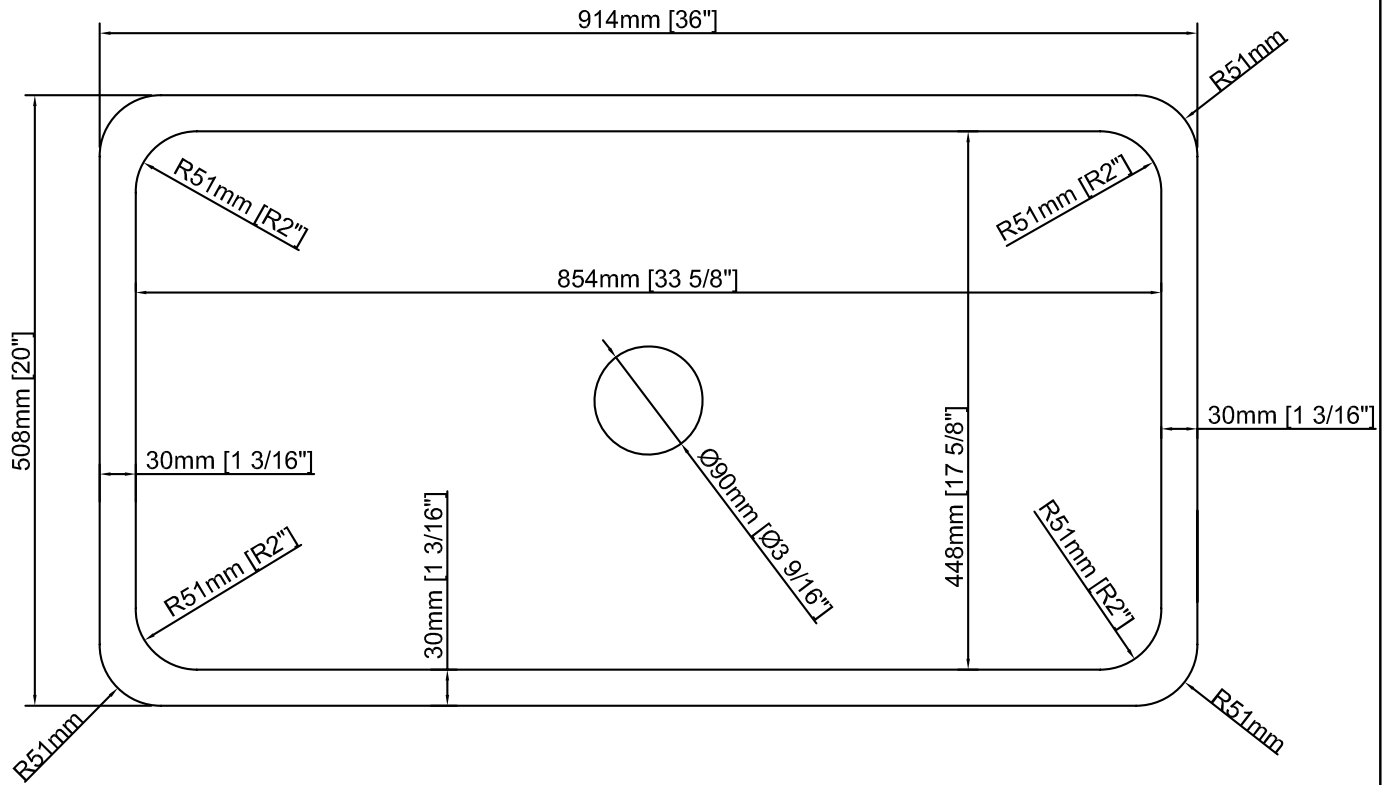 914mm [36"]
R51mm
R51mm [R2"]
R51mm [R2"]
854mm [33 5/8"]
508mm [20"]
448mm [17 5/8"]
30mm [1 3/16"]
30mm [1 3/16"]
Ø90mm [Ø3 9/16"]
30mm [1 3/16"]
R51mm [R2"]
R51mm [R2"]
R51mm
R51mm